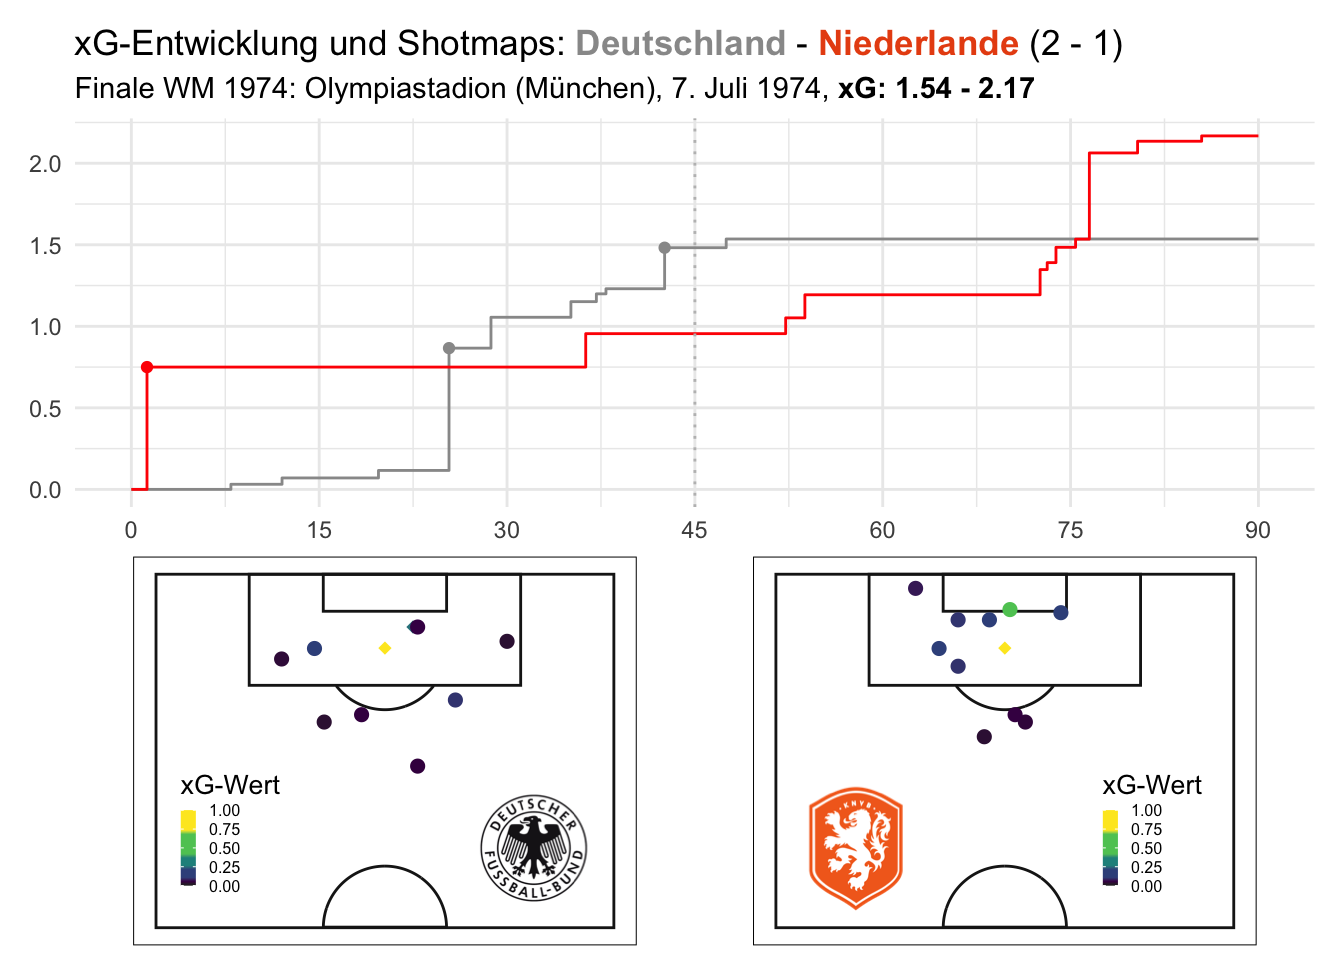 xG-Entwicklung und Shotmaps: Deutschland - Niederlande (2 - 1)
Finale WM 1974: Olympiastadion (München), 7. Juli 1974, xG: 1.54 - 2.17
2.0
1.5
1.0
0.5
0.0
0 15 30 45 60 75 90
xG-Wert
1.00
0.75
0.50
0.25
0.00
DEUTSCHER
FUSSBALL-BUND
KNVB
xG-Wert
1.00
0.75
0.50
0.25
0.00